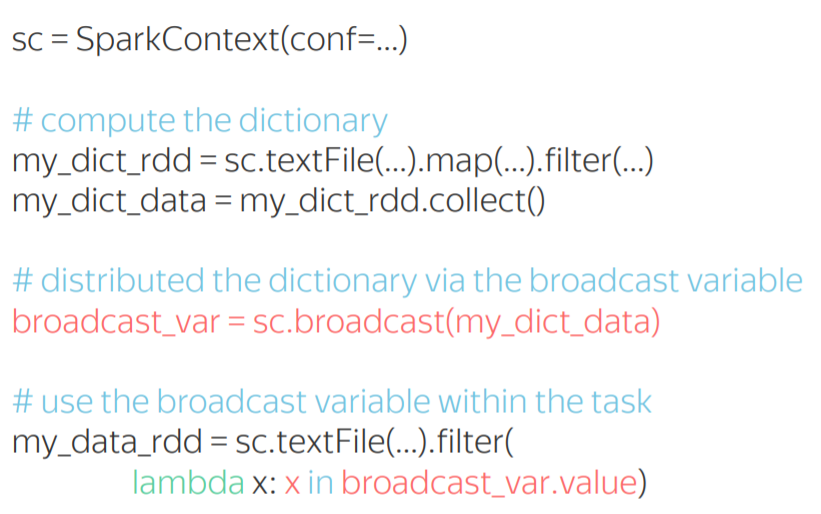 sc = SparkContext(conf=...)
# compute the dictionary
my_dict_rdd = sc.textFile(...).map(...).filter(...)
my_dict_data = my_dict_rdd.collect()
# distributed the dictionary via the broadcast variable
broadcast_var = sc.broadcast(my_dict_data)
# use the broadcast variable within the task
my_data_rdd = sc.textFile(...).filter(
lambda x: x in broadcast_var.value)